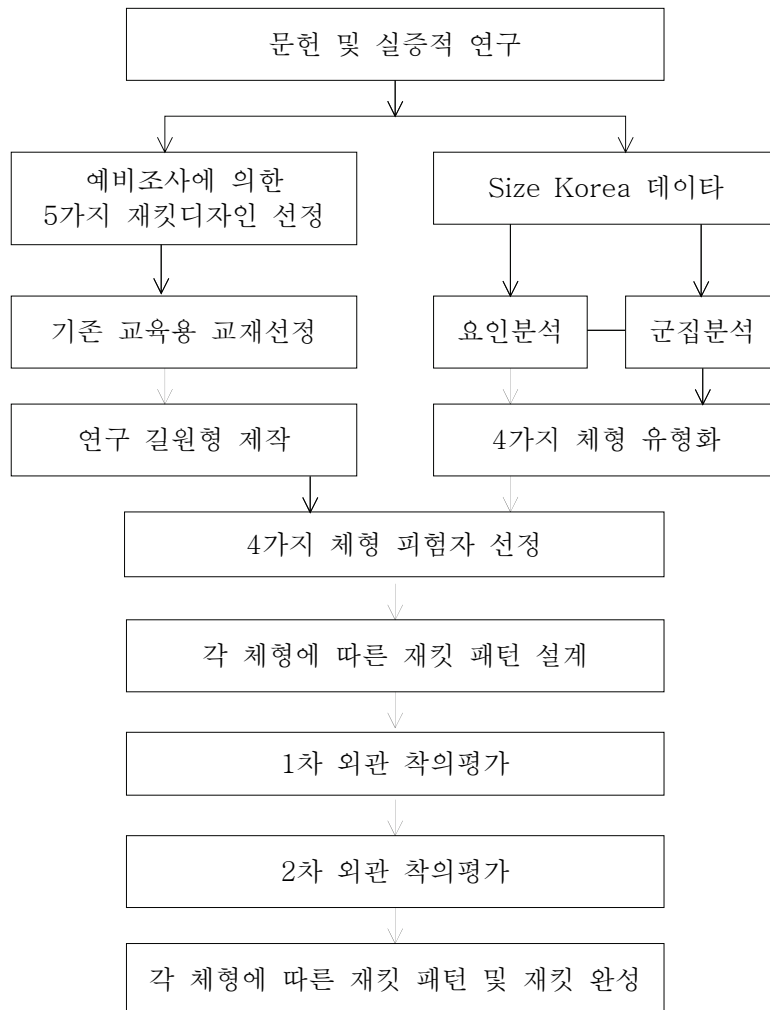 문헌 및 실증적 연구
예비조사에 의한
5가지 재킷디자인 선정
Size Korea 데이타
기존 교육용 교재선정
요인분석
군집분석
연구 길원형 제작
4가지 체형 유형화
4가지 체형 피험자 선정
각 체형에 따른 재킷 패턴 설계
1차 외관 착의평가
2차 외관 착의평가
각 체형에 따른 재킷 패턴 및 재킷 완성